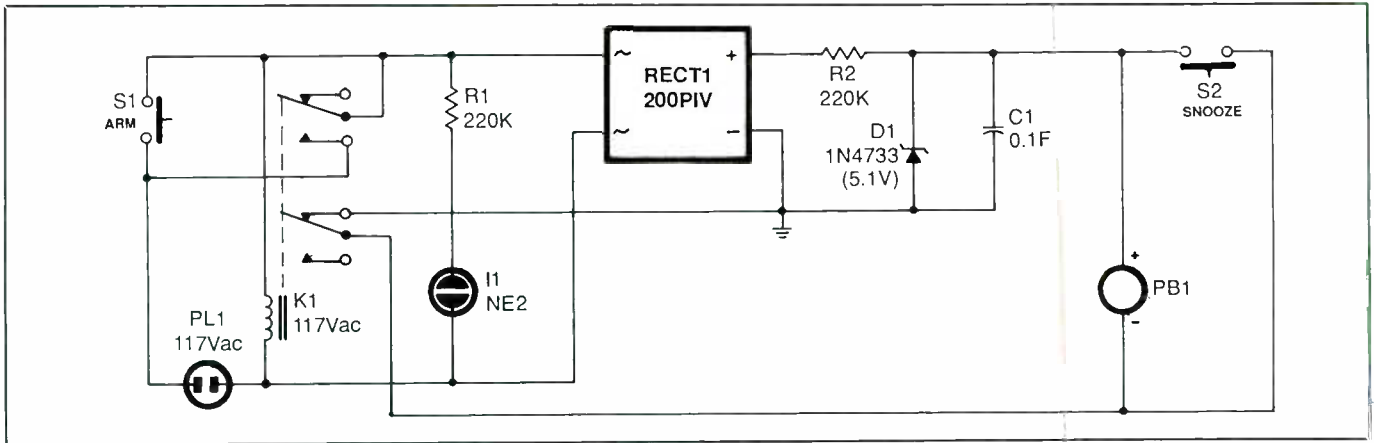 S1
ARM
PL1
117Vac
K1
117Vac
R1
220K
I1
NE2
~
~
RECT1
200PIV
+
−
R2
220K
D1
1N4733
(5.1V)
C1
0.1F
S2
SNOOZE
+
PB1
−